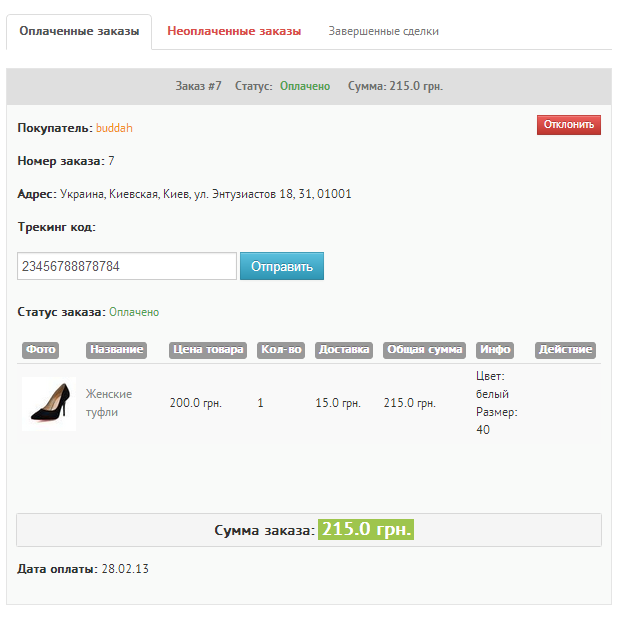 Оплаченные заказы Неоплаченные заказы Завершенные сделки
Заказ #7 Статус: Оплачено Сумма: 215.0 грн.
Покупатель: buddah Отклонить
Номер заказа: 7
Адрес: Украина, Киевская, Киев, ул. Энтузиастов 18, 31, 01001
Трекинг код:
23456788878784 Отправить
Статус заказа: Оплачено
Фото Название Цена товара Кол-во Доставка Общая сумма Инфо Действие
Женские туфли 200.0 грн. 1 15.0 грн. 215.0 грн. Цвет: белый Размер: 40
Сумма заказа: 215.0 грн.
Дата оплаты: 28.02.13